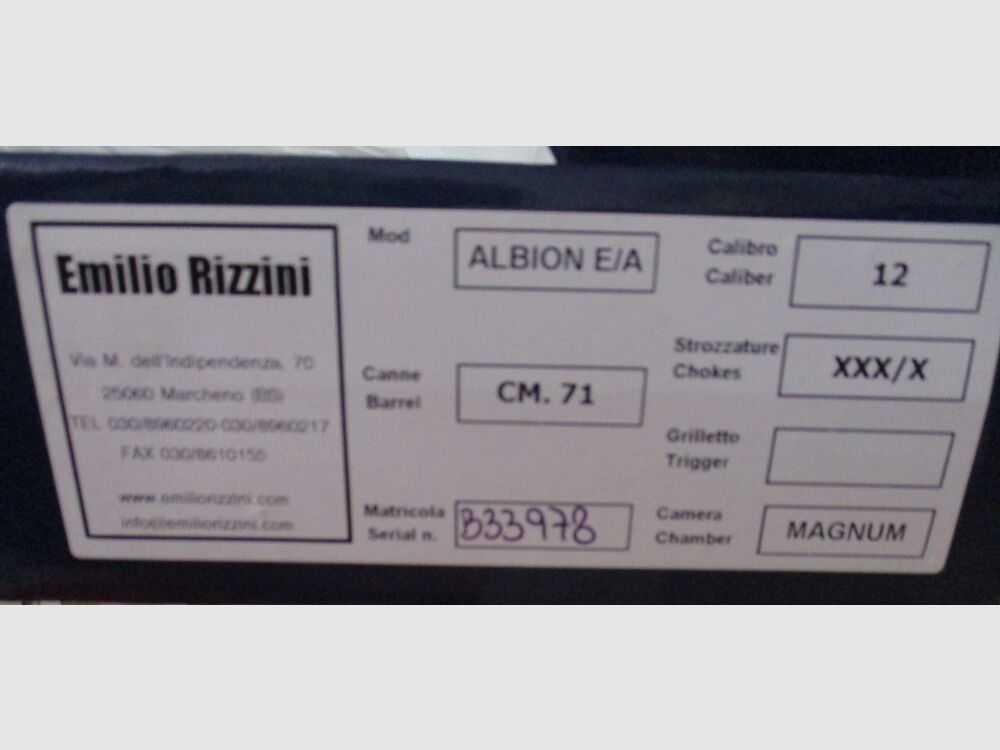 Emilio Rizzini
Via M. dell'Indipendenza, 70
25060 Marcheno (BS)
TEL 030/8960220-030/8960217
FAX 030/8610155
www.emiliorizzini.com
info@emiliorizzini.com
Mod
ALBION E/A
Canne
Barrel
CM. 71
Matricola
Serial n.
B33978
Calibro
Caliber
12
Strozzature
Chokes
XXX/X
Grilletto
Trigger
Camera
Chamber
MAGNUM